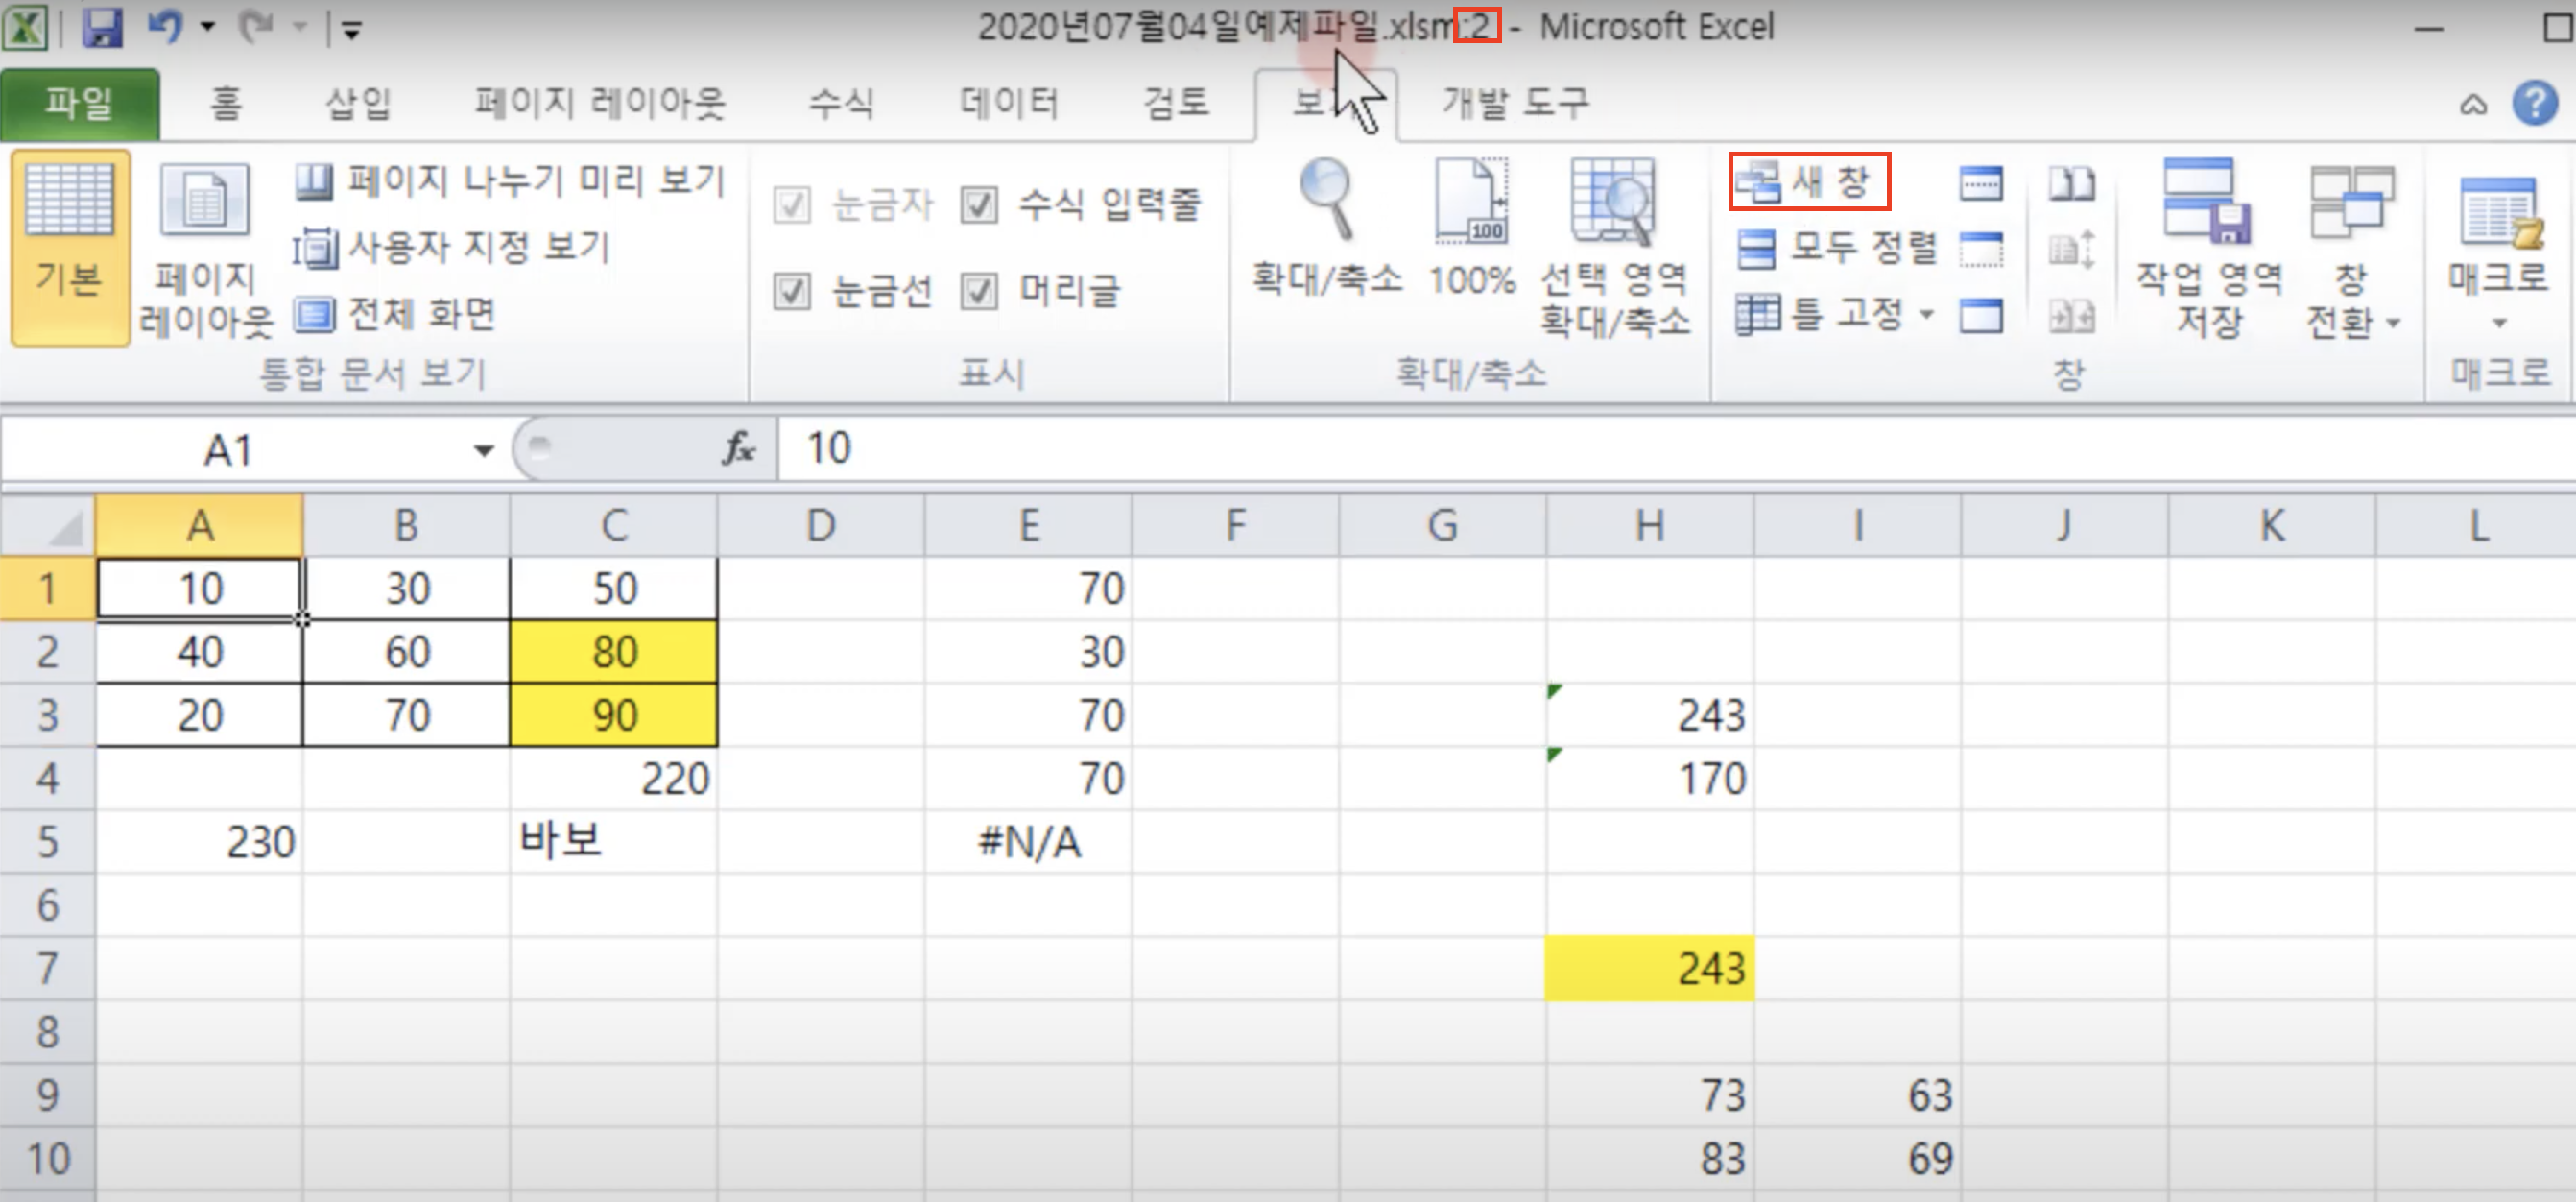 2020년07월04일예제파일.xlsm:2 - Microsoft Excel
파일 홈 삽입 페이지 레이아웃 수식 데이터 검토 개발 도구
기본
페이지 레이아웃
페이지 나누기 미리 보기
사용자 지정 보기
전체 화면
통합 문서 보기
눈금자 수식 입력줄
눈금선 머리글
표시
확대/축소
100
100%
선택 영역
확대/축소
확대/축소
새 창
모두 정렬
틀 고정
작업 영역
저장
창
전환
창
매크로
매크로
A1 fx 10
A B C D E F G H I J K L
1 10 30 50 70
2 40 60 80 30
3 20 70 90 70 243
4 220 70 170
5 230 바보 #N/A
6
7 243
8
9 73 63
10 83 69